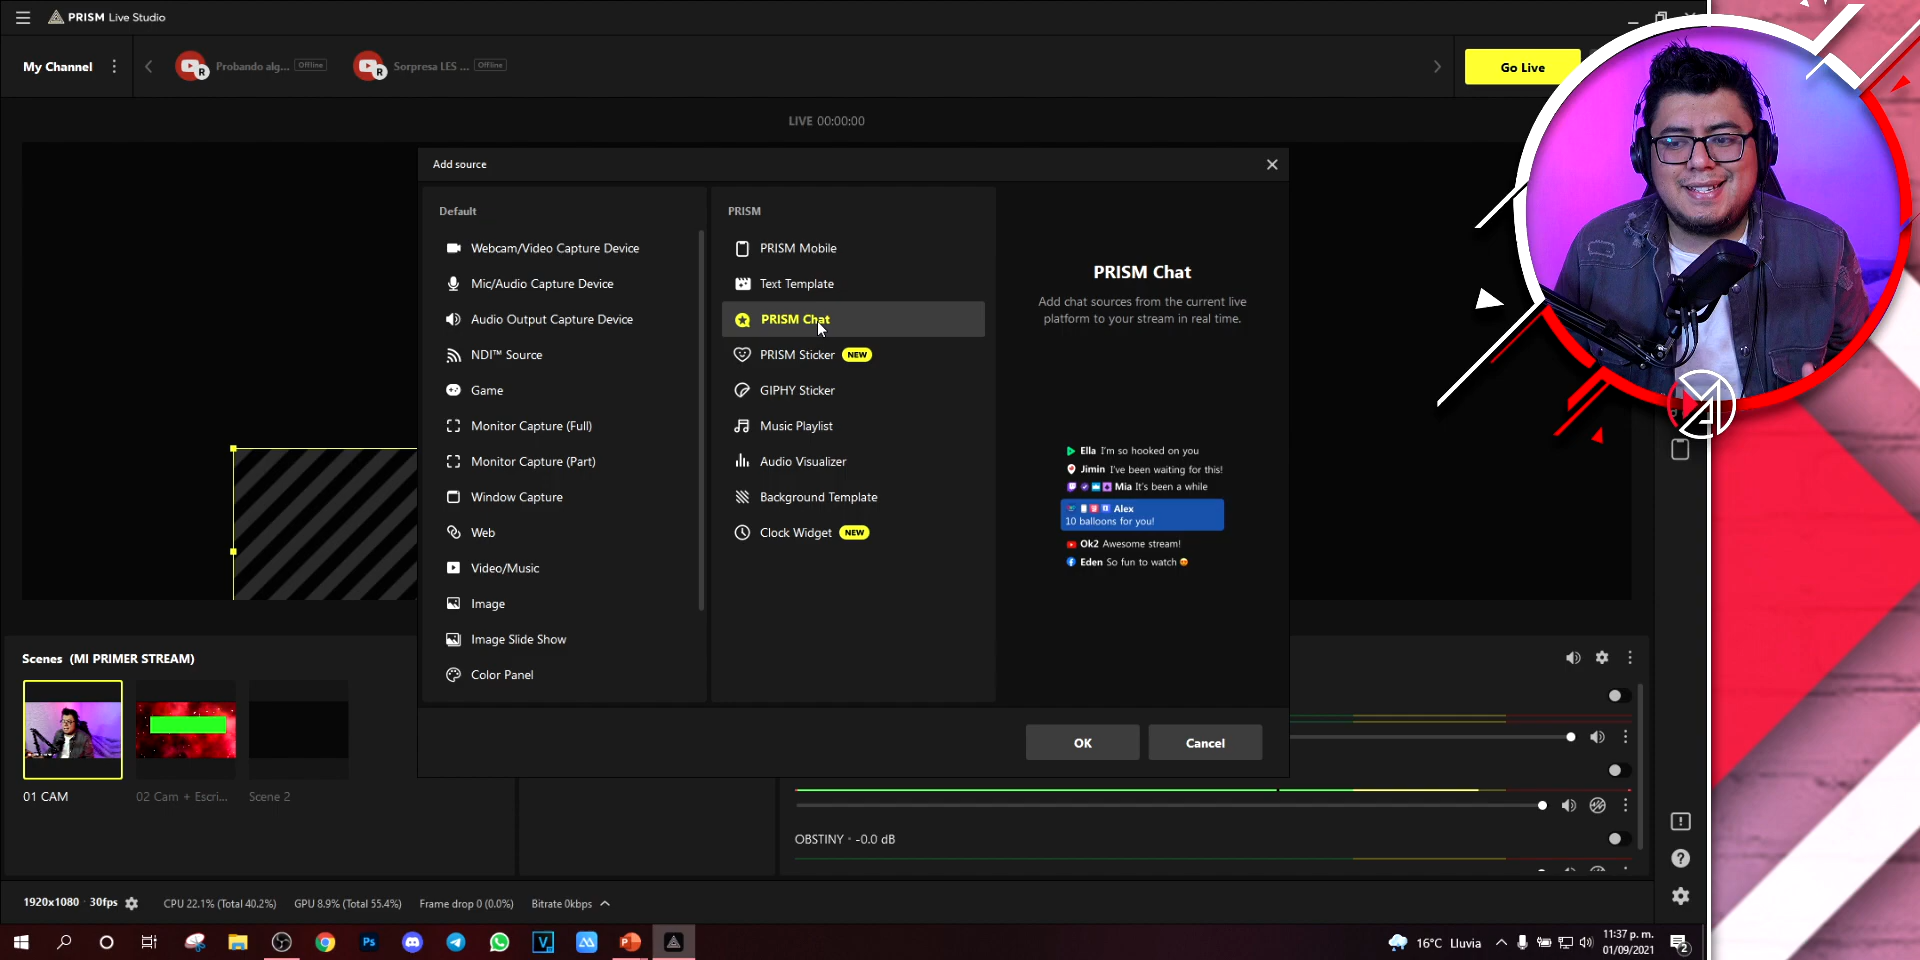 PRISM Live Studio
My Channel
Probando alg... Offline
Sorpresa LES ... Offline
Go Live
LIVE 00:00:00
Add source
Default
Webcam/Video Capture Device
Mic/Audio Capture Device
Audio Output Capture Device
NDI™ Source
Game
Monitor Capture (Full)
Monitor Capture (Part)
Window Capture
Web
Video/Music
Image
Image Slide Show
Color Panel
PRISM
PRISM Mobile
Text Template
PRISM Chat
PRISM Sticker NEW
GIPHY Sticker
Music Playlist
Audio Visualizer
Background Template
Clock Widget NEW
PRISM Chat
Add chat sources from the current live
platform to your stream in real time.
Ella I'm so hooked on you
Jimin I've been waiting for this!
Mia It's been a while
Alex
10 balloons for you!
Ok2 Awesome stream!
Eden So fun to watch
OK
Cancel
Scenes (MI PRIMER STREAM)
01 CAM
02 Cam + Escri...
Scene 2
OBSTINY · -0.0 dB
1920x1080 · 30fps
CPU 22.1% (Total 40.2%)
GPU 8.9% (Total 55.4%)
Frame drop 0 (0.0%)
Bitrate 0kbps
16°C Lluvia
11:37 p. m.
01/09/2021
2